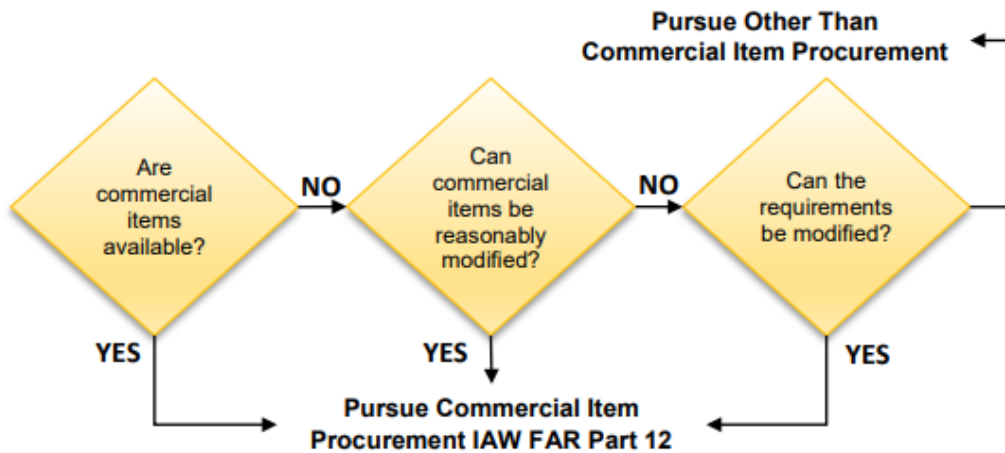 Pursue Other Than
Commercial Item Procurement
Are
commercial
items
available?
NO
Can
commercial
items be
reasonably
modified?
NO
Can the
requirements
be modified?
YES
YES
YES
Pursue Commercial Item
Procurement IAW FAR Part 12